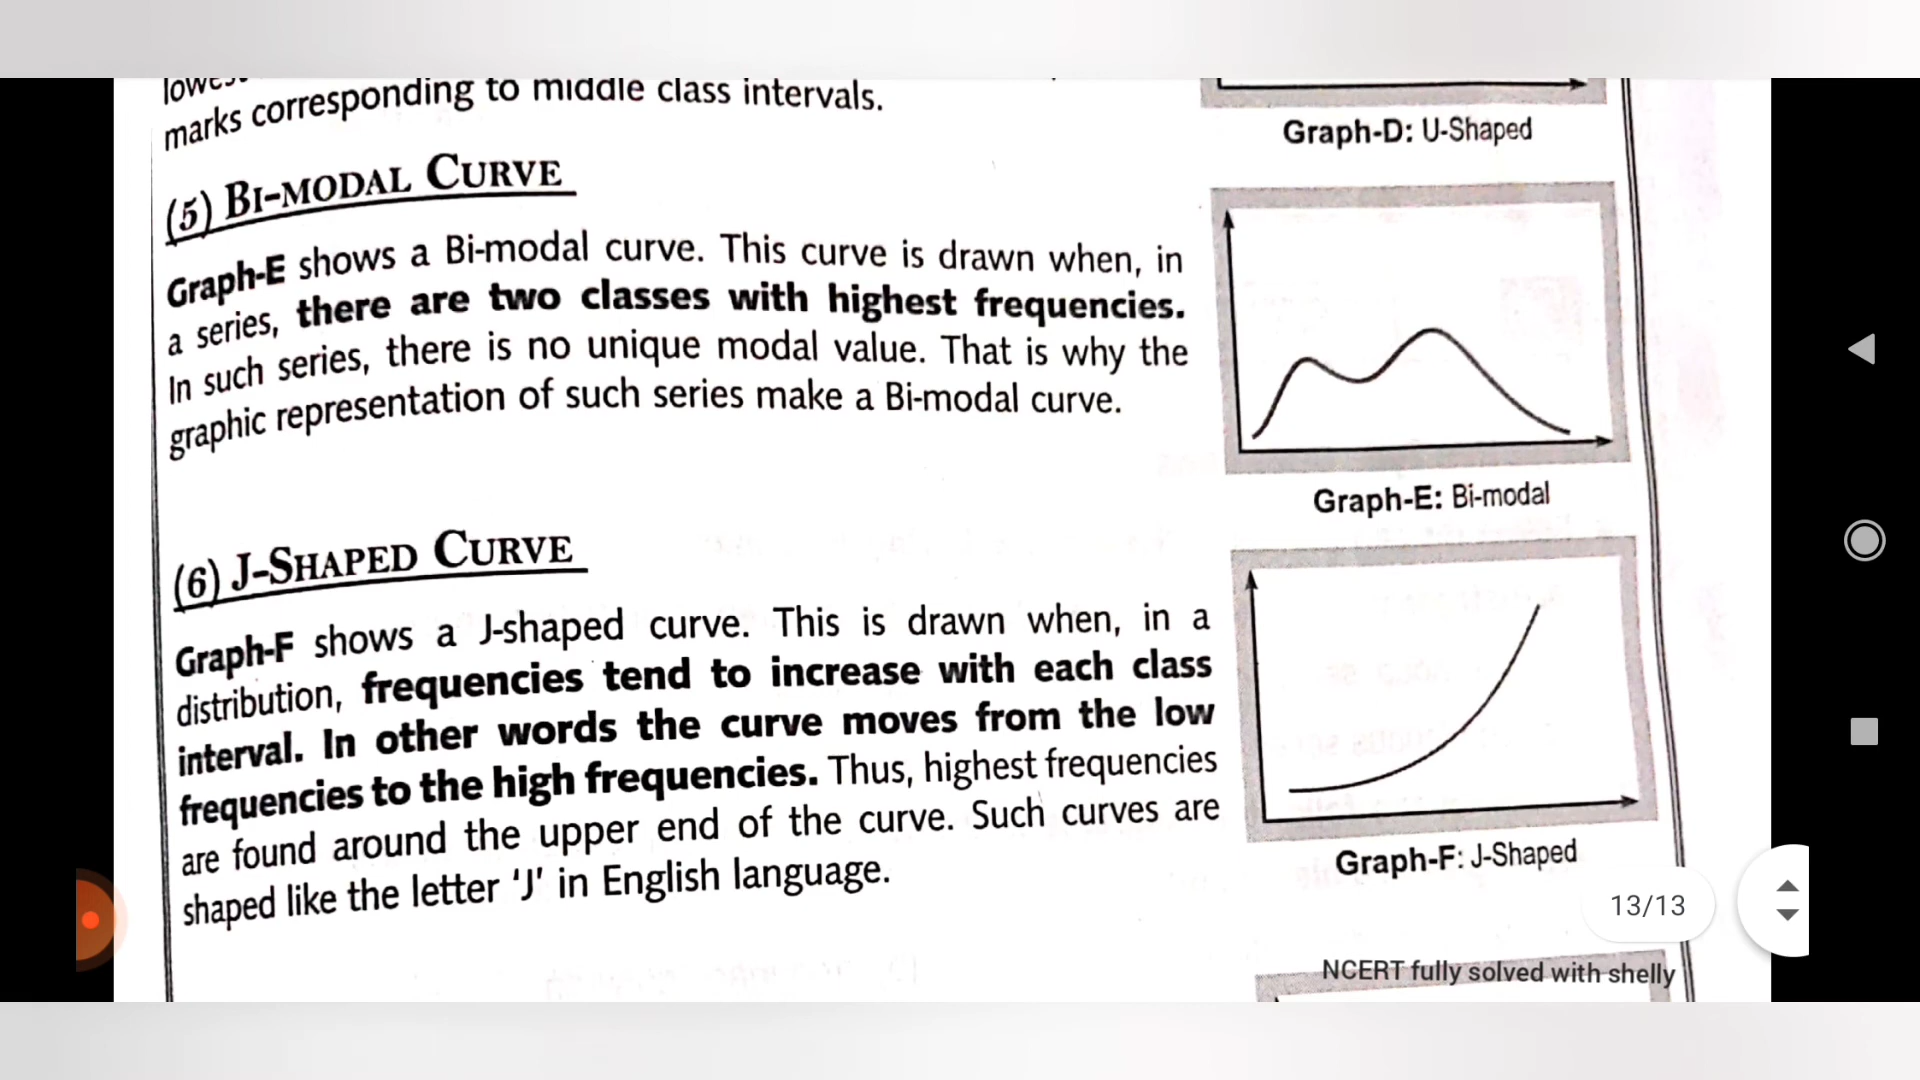 marks corresponding to middle class intervals.
Graph-D: U-Shaped
(5) BI-MODAL CURVE
Graph-E shows a Bi-modal curve. This curve is drawn when, in
a series, there are two classes with highest frequencies.
In such series, there is no unique modal value. That is why the
graphic representation of such series make a Bi-modal curve.
Graph-E: Bi-modal
(6) J-SHAPED CURVE
Graph-F shows a J-shaped curve. This is drawn when, in a
distribution, frequencies tend to increase with each class
interval. In other words the curve moves from the low
frequencies to the high frequencies. Thus, highest frequencies
are found around the upper end of the curve. Such curves are
shaped like the letter 'J' in English language.
Graph-F: J-Shaped
13/13
NCERT fully solved with shelly